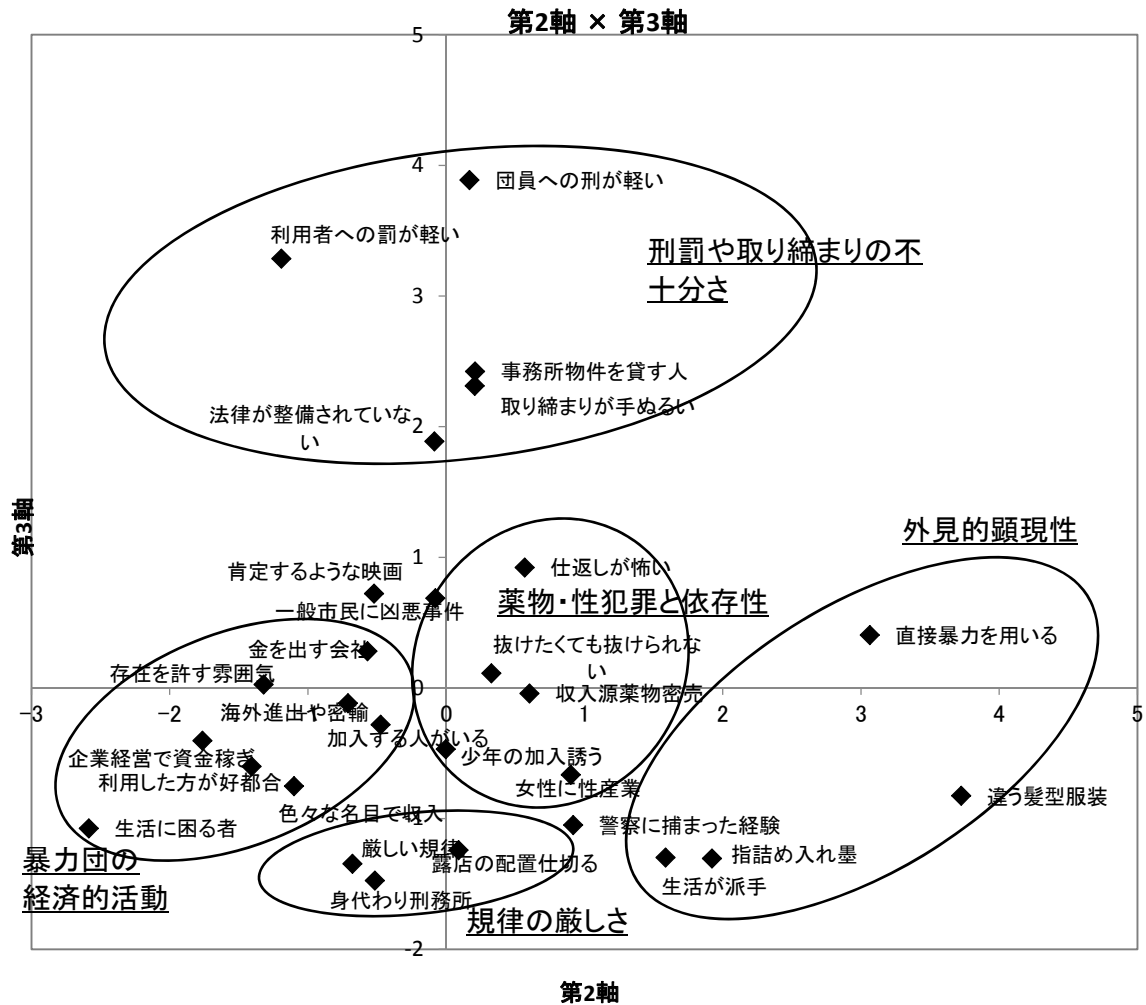 第2軸 × 第3軸
5
4
団員への刑が軽い
利用者への罰が軽い
刑罰や取り締まりの不
十分さ
3
事務所物件を貸す人
取り締まりが手ぬるい
法律が整備されていな
い
2
第3軸
外見的顕現性
1
仕返しが怖い
肯定するような映画
一般市民に凶悪事件
薬物・性犯罪と依存性
直接暴力を用いる
金を出す会社
抜けたくても抜けられな
い
存在を許す雰囲気
0
収入源薬物密売
-3
-2
-1
0
1
2
3
4
5
海外進出や密輸
加入する人がいる
企業経営で資金稼ぎ
少年の加入誘う
利用した方が好都合
女性に性産業
違う髪型服装
色々な名目で収入
-1
生活に困る者
警察に捕まった経験
厳しい規律
露店の配置仕切る
指詰め入れ墨
生活が派手
暴力団の
経済的活動
身代わり刑務所
規律の厳しさ
-2
第2軸